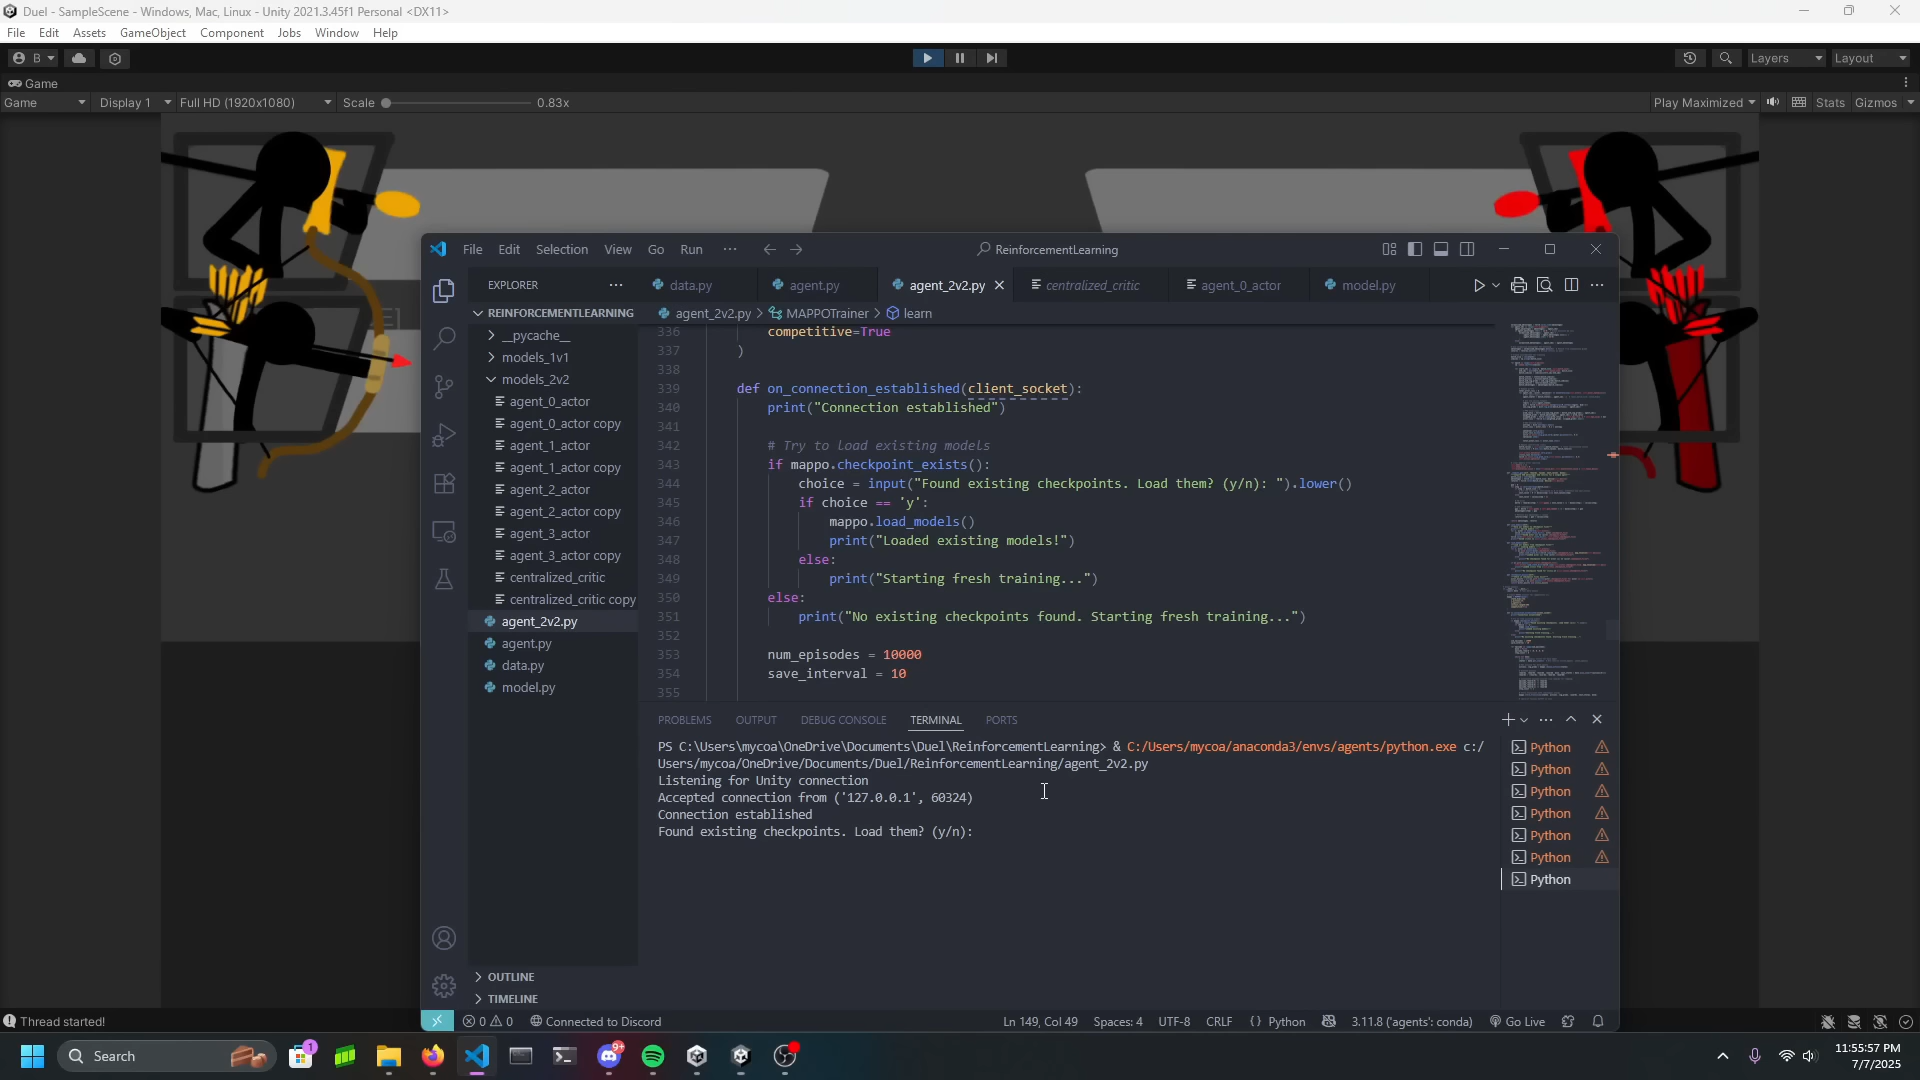 Duel - SampleScene - Windows, Mac, Linux - Unity 2021.3.45f1 Personal <DX11>
File Edit Assets GameObject Component Jobs Window Help
B Layers Layout
Game
Game Display 1 Full HD (1920x1080) Scale 0.83x Play Maximized Stats Gizmos
File Edit Selection View Go Run ··· ReinforcementLearning
EXPLORER ··· data.py agent.py agent_2v2.py centralized_critic agent_0_actor model.py
REINFORCEMENTLEARNING
agent_2v2.py > MAPPOTrainer > learn
__pycache__
models_1v1
models_2v2
agent_0_actor
agent_0_actor copy
agent_1_actor
agent_1_actor copy
agent_2_actor
agent_2_actor copy
agent_3_actor
agent_3_actor copy
centralized_critic
centralized_critic copy
agent_2v2.py
agent.py
data.py
model.py
OUTLINE
TIMELINE
336 competitive=True
337 )
338
339 def on_connection_established(client_socket):
340 print("Connection established")
341
342 # Try to load existing models
343 if mappo.checkpoint_exists():
344 choice = input("Found existing checkpoints. Load them? (y/n): ").lower()
345 if choice == 'y':
346 mappo.load_models()
347 print("Loaded existing models!")
348 else:
349 print("Starting fresh training...")
350 else:
351 print("No existing checkpoints found. Starting fresh training...")
352
353 num_episodes = 10000
354 save_interval = 10
355
PROBLEMS OUTPUT DEBUG CONSOLE TERMINAL PORTS
PS C:\Users\mycoa\OneDrive\Documents\Duel\ReinforcementLearning> & C:/Users/mycoa/anaconda3/envs/agents/python.exe c:/
Users/mycoa/OneDrive/Documents/Duel/ReinforcementLearning/agent_2v2.py
Listening for Unity connection
Accepted connection from ('127.0.0.1', 60324)
Connection established
Found existing checkpoints. Load them? (y/n):
Python
Python
Python
Python
Python
Python
Python
0 0 Connected to Discord Ln 149, Col 49 Spaces: 4 UTF-8 CRLF {} Python 3.11.8 ('agents': conda) Go Live
Thread started!
Search 1 9+ 11:55:57 PM
7/7/2025